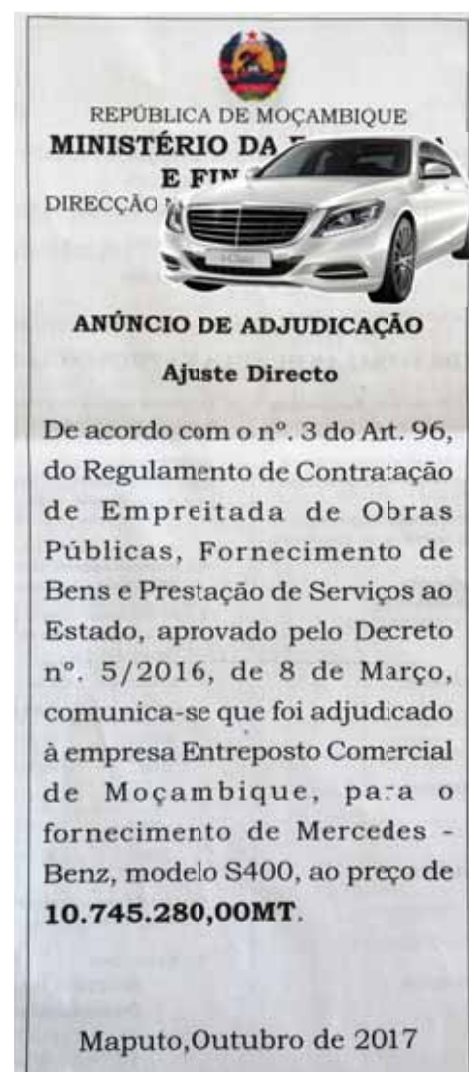 REPÚBLICA DE MOÇAMBIQUE
MINISTÉRIO DA
E
DIRECÇÃO
ANÚNCIO DE ADJUDICAÇÃO
Ajuste Directo
De acordo com o nº. 3 do Art. 96,
do Regulamento de Contratação
de Empreitada de Obras
Públicas, Fornecimento de
Bens e Prestação de Serviços ao
Estado, aprovado pelo Decreto
nº. 5/2016, de 8 de Março,
comunica-se que foi adjudicado
à empresa Entreposto Comercial
de Moçambique, para o
fornecimento de Mercedes -
Benz, modelo S400, ao preço de
10.745.280,00MT.
Maputo,Outubro de 2017